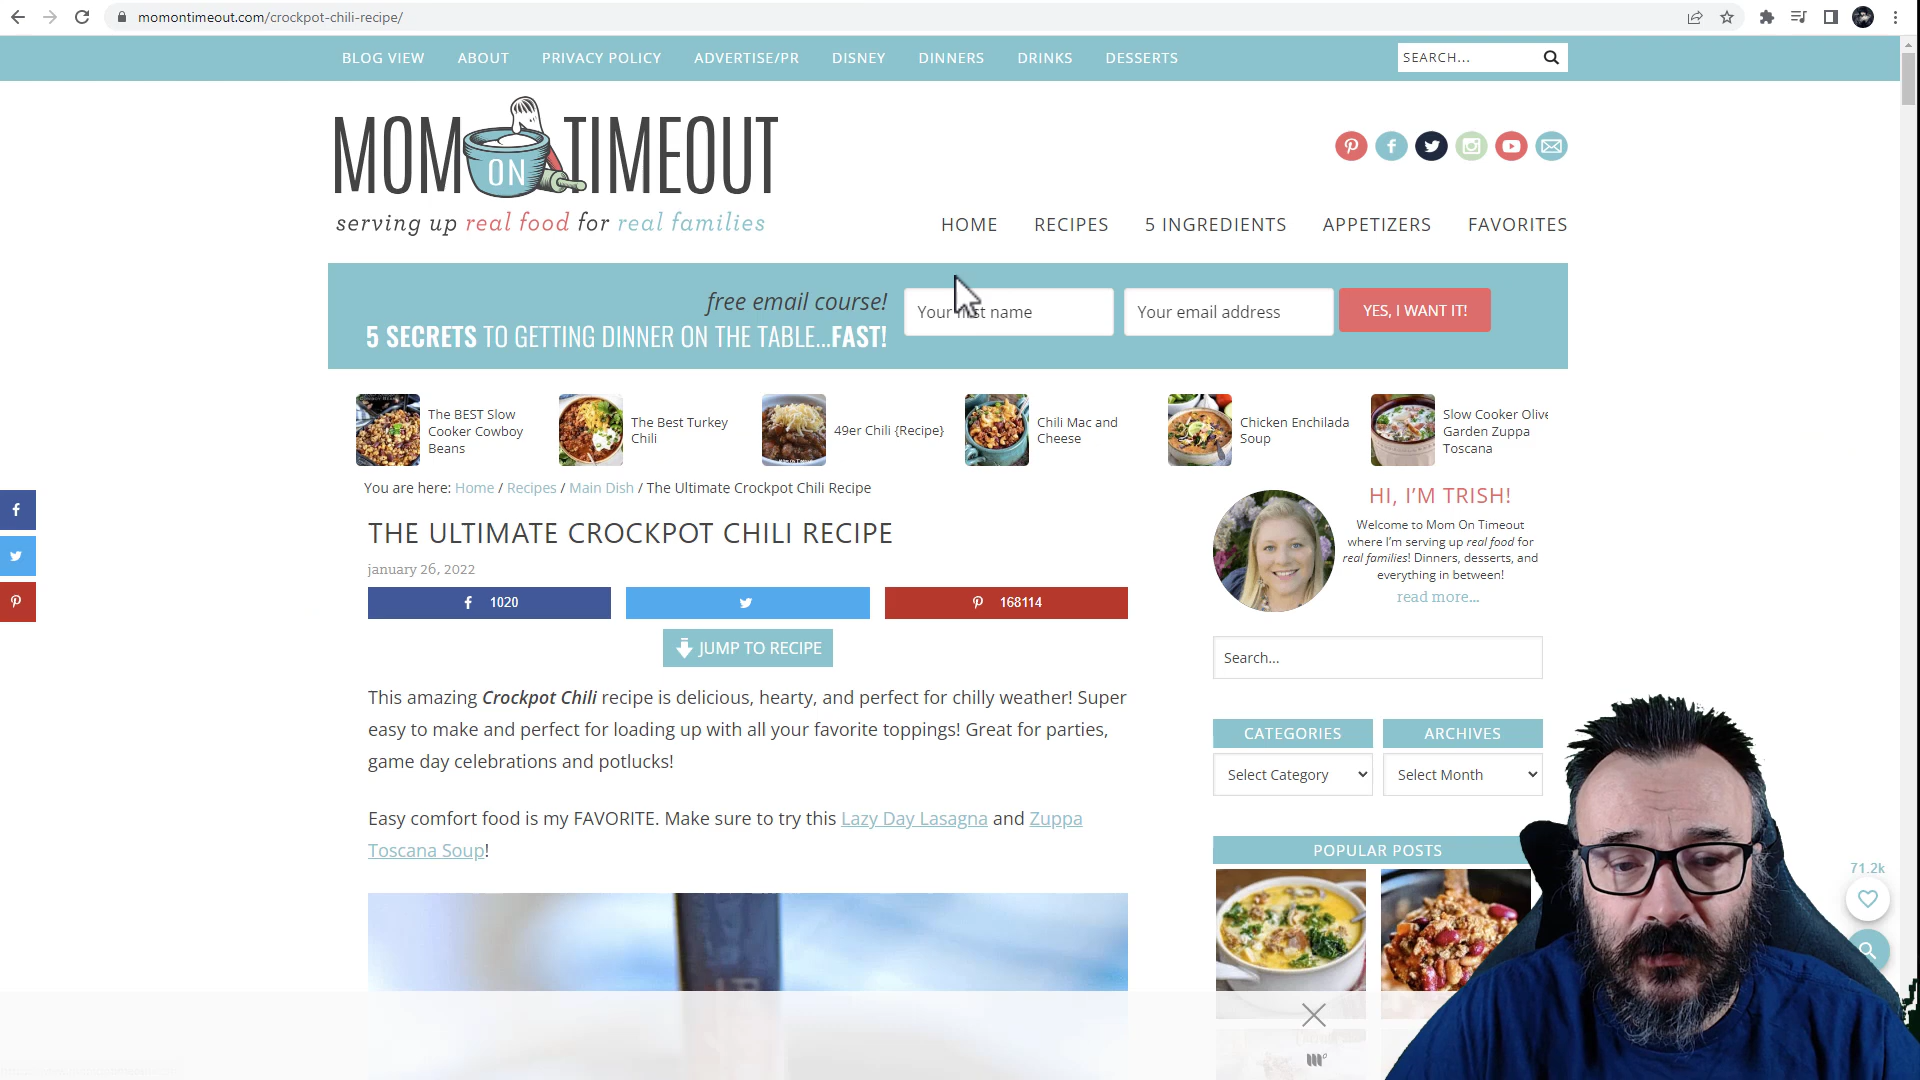 momontimeout.com/crockpot-chili-recipe/
BLOG VIEW ABOUT PRIVACY POLICY ADVERTISE/PR DISNEY DINNERS DRINKS DESSERTS
SEARCH...
MOM ON TIMEOUT
serving up real food for real families
HOME RECIPES 5 INGREDIENTS APPETIZERS FAVORITES
free email course!
5 SECRETS TO GETTING DINNER ON THE TABLE...FAST!
Your first name
Your email address
YES, I WANT IT!
The BEST Slow
Cooker Cowboy
Beans
The Best Turkey
Chili
49er Chili {Recipe}
Chili Mac and
Cheese
Chicken Enchilada
Soup
Slow Cooker Olive
Garden Zuppa
Toscana
You are here: Home / Recipes / Main Dish / The Ultimate Crockpot Chili Recipe
THE ULTIMATE CROCKPOT CHILI RECIPE
january 26, 2022
1020
168114
JUMP TO RECIPE
This amazing Crockpot Chili recipe is delicious, hearty, and perfect for chilly weather! Super
easy to make and perfect for loading up with all your favorite toppings! Great for parties,
game day celebrations and potlucks!
Easy comfort food is my FAVORITE. Make sure to try this Lazy Day Lasagna and Zuppa
Toscana Soup!
HI, I'M TRISH!
Welcome to Mom On Timeout
where I'm serving up real food for
real families! Dinners, desserts, and
everything in between!
read more...
Search...
CATEGORIES
ARCHIVES
Select Category
Select Month
POPULAR POSTS
71.2k